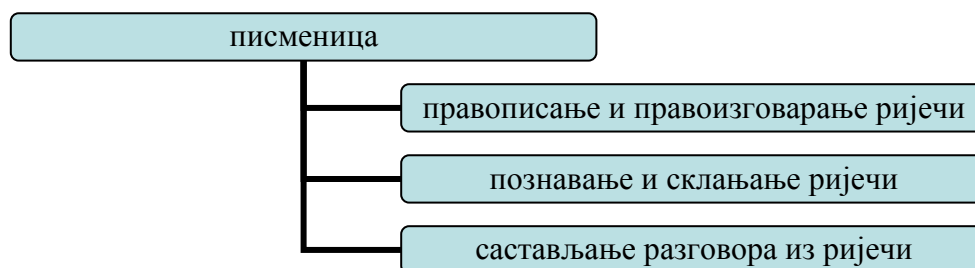 писменица
правописање и правоизговарање ријечи
познавање и склањање ријечи
састављање разговора из ријечи